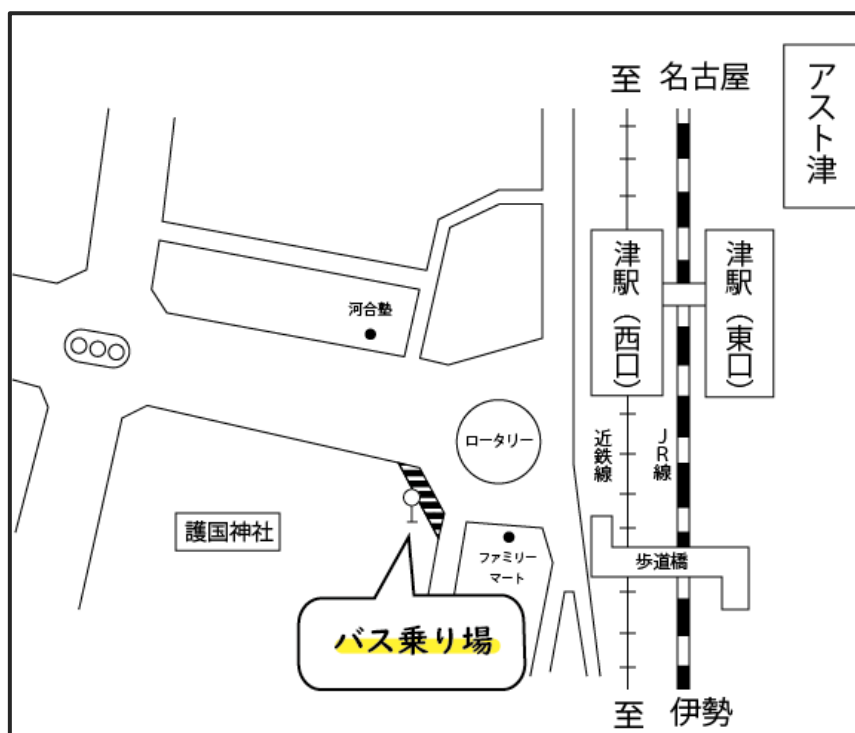 至 名古屋
アスト津
津駅（西口）
津駅（東口）
河合塾
ロータリー
近鉄線
JR線
護国神社
ファミリー
マート
歩道橋
バス乗り場
至 伊勢